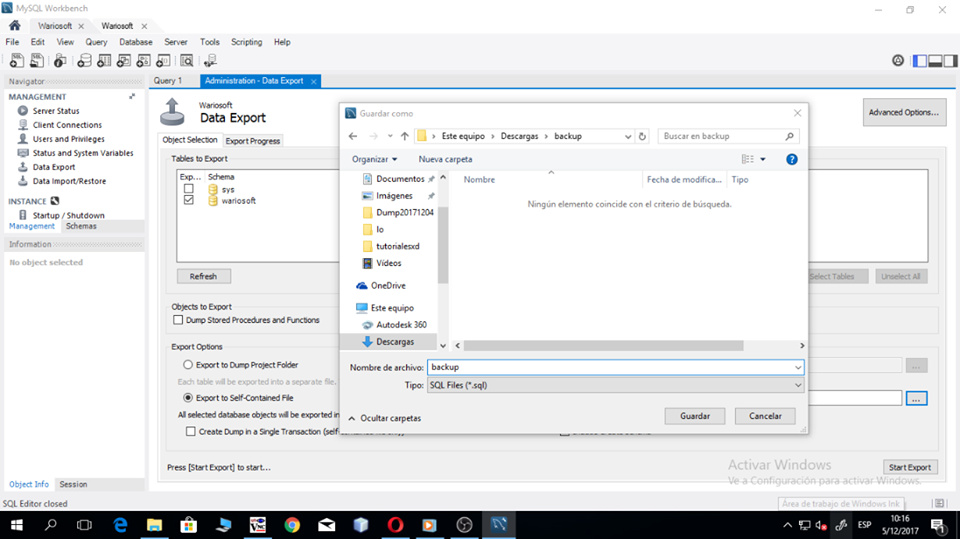 MySQL Workbench
Wariosoft
Wariosoft
File Edit View Query Database Server Tools Scripting Help
Navigator
MANAGEMENT
Server Status
Client Connections
Users and Privileges
Status and System Variables
Data Export
Data Import/Restore
INSTANCE
Startup / Shutdown
Management Schemas
Information
No object selected
Object Info Session
SQL Editor closed
Query 1
Administration - Data Export
Wariosoft
Data Export
Advanced Options...
Object Selection Export Progress
Tables to Export
Exp... Schema
sys
wariosoft
Refresh
Select Tables
Unselect All
Objects to Export
Dump Stored Procedures and Functions
Export Options
Export to Dump Project Folder
...
Each table will be exported into a separate file.
Export to Self-Contained File
...
All selected database objects will be exported in
Create Dump in a Single Transaction (self
Press [Start Export] to start...
Start Export
Guardar como
Este equipo > Descargas > backup
Buscar en backup
Organizar Nueva carpeta
Documentos
Imágenes
Dump20171204
lo
tutorialesxd
Vídeos
OneDrive
Este equipo
Autodesk 360
Descargas
Nombre Fecha de modifica... Tipo
Ningún elemento coincide con el criterio de búsqueda.
Nombre de archivo: backup
Tipo: SQL Files (*.sql)
Ocultar carpetas
Guardar
Cancelar
Activar Windows
Ve a Configuración para activar Windows.
Área de trabajo de Windows Ink
ESP
10:16
5/12/2017
1